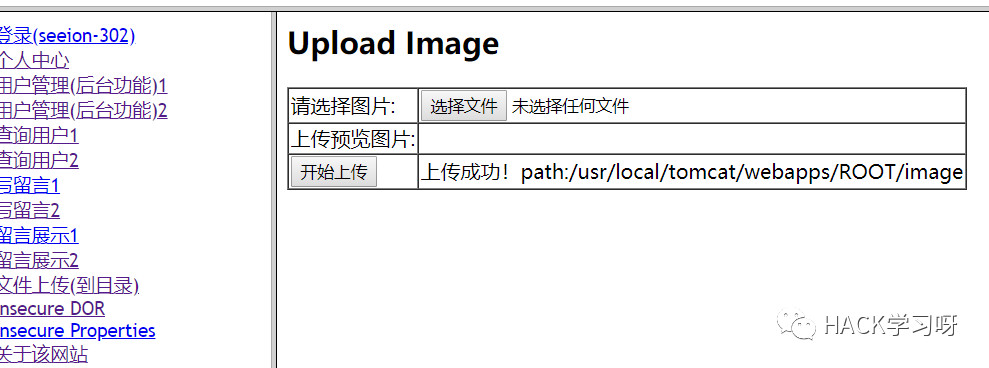 登录(seeion-302)
个人中心
用户管理(后台功能)1
用户管理(后台功能)2
查询用户1
查询用户2
写留言1
写留言2
留言展示1
留言展示2
文件上传(到目录)
nsecure DOR
nsecure Properties
关于该网站
Upload Image
请选择图片: 选择文件 未选择任何文件
上传预览图片:
开始上传 上传成功！path:/usr/local/tomcat/webapps/ROOT/image
HACK学习呀